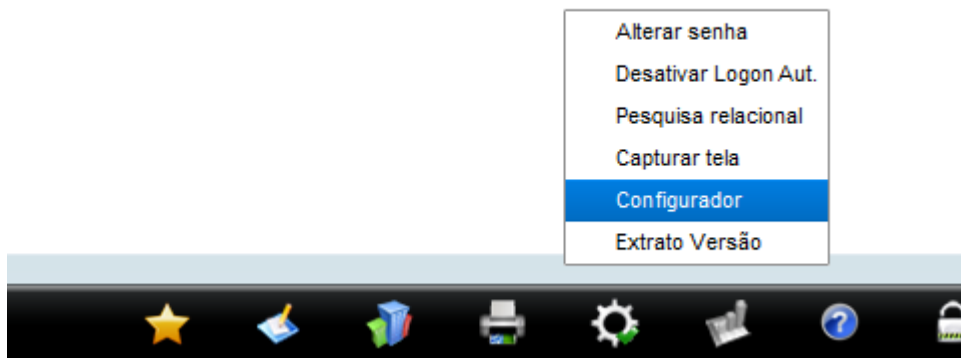 Alterar senha
Desativar Logon Aut.
Pesquisa relacional
Capturar tela
Configurador
Extrato Versão
?